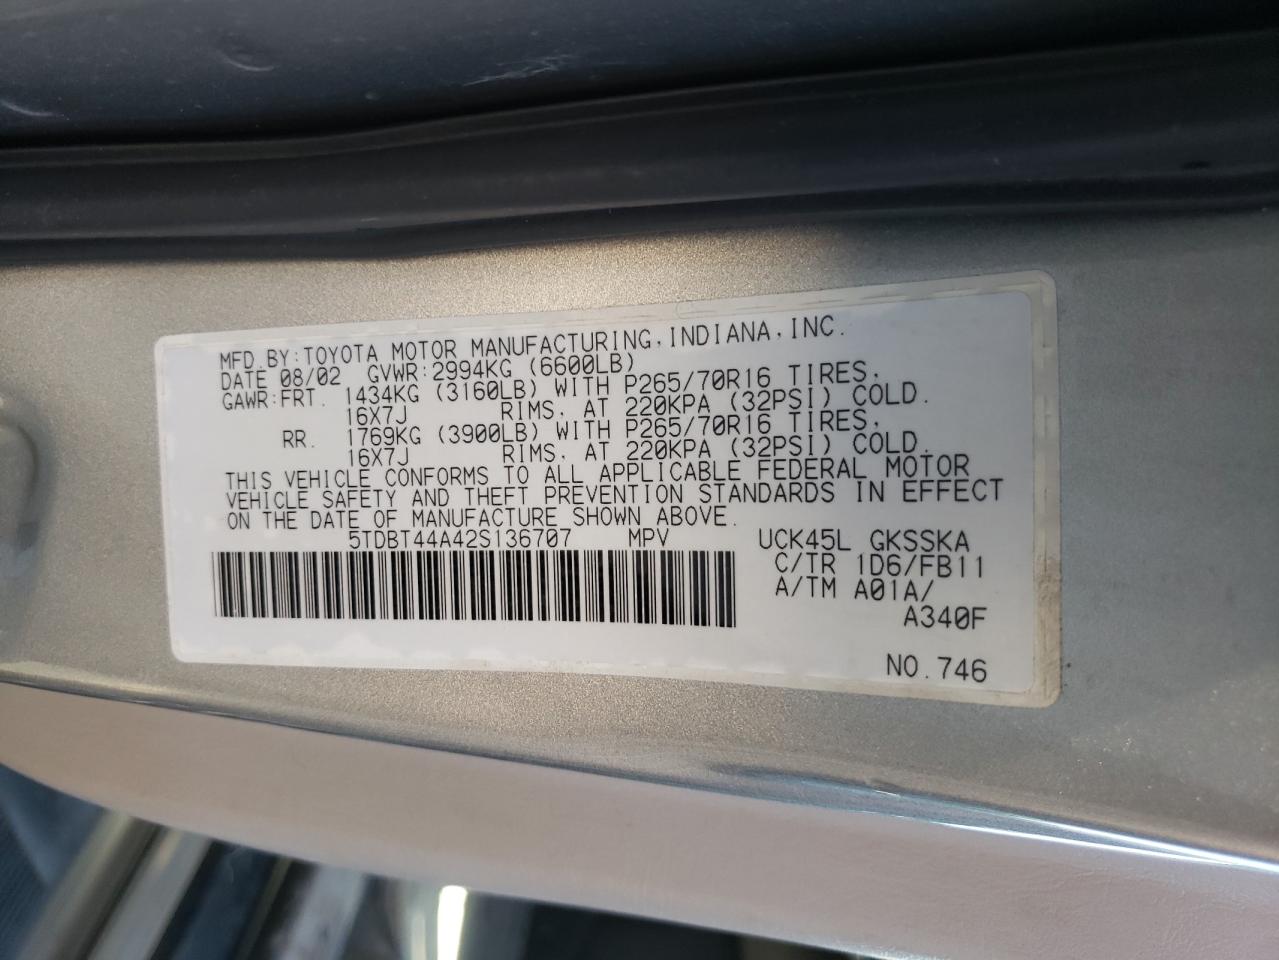 MFD. BY: TOYOTA MOTOR MANUFACTURING, INDIANA, INC.
DATE 08/02 GVWR: 2994KG (6600LB)
GAWR: FRT. 1434KG (3160LB) WITH P265/70R16 TIRES,
16X7J RIMS, AT 220KPA (32PSI) COLD.
RR. 1769KG (3900LB) WITH P265/70R16 TIRES,
16X7J RIMS, AT 220KPA (32PSI) COLD.
THIS VEHICLE CONFORMS TO ALL APPLICABLE FEDERAL MOTOR
VEHICLE SAFETY AND THEFT PREVENTION STANDARDS IN EFFECT
ON THE DATE OF MANUFACTURE SHOWN ABOVE.
5TDBT44A42S136707 MPV UCK45L GKSSKA
C/TR 1D6/FB11
A/TM A01A/
A340F
NO. 746